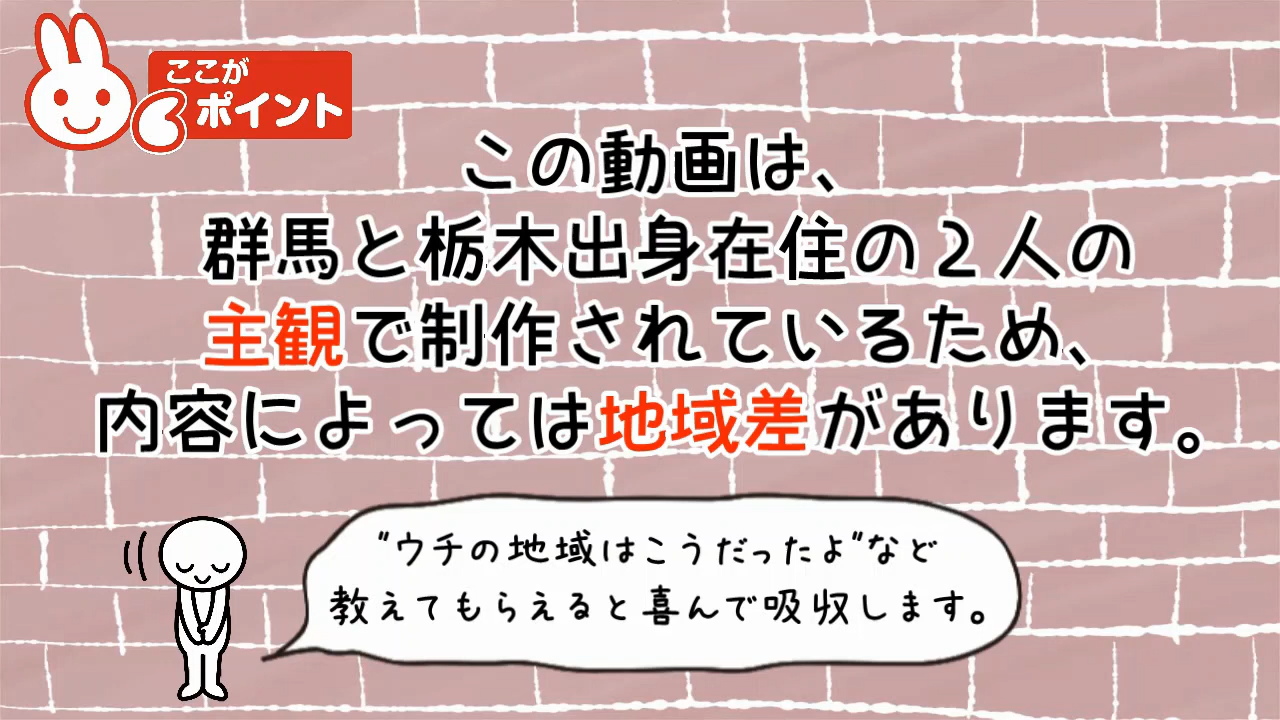 ここが
ポイント
この動画は、
群馬と栃木出身在住の２人の
主観で制作されているため、
内容によっては地域差があります。
"ウチの地域はこうだったよ"など
教えてもらえると喜んで吸収します。